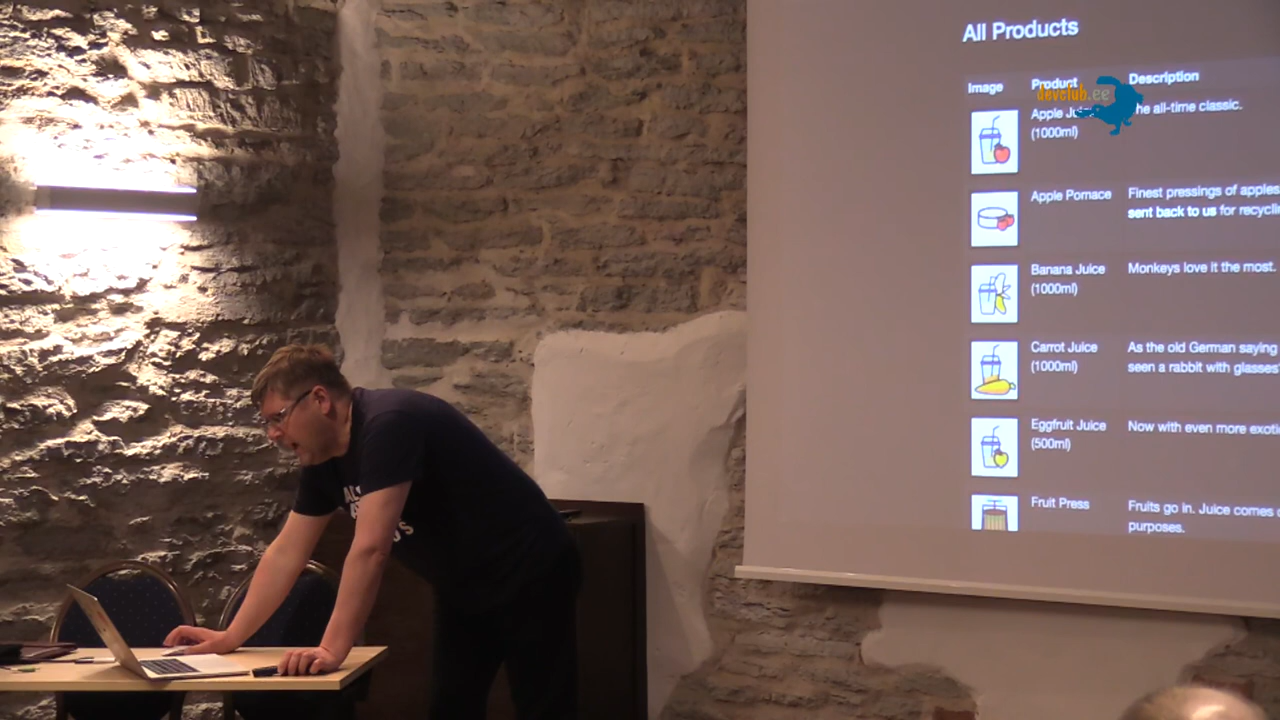 All Products
Image Product Description
devclub.ee
Apple Ju he all-time classic.
(1000ml)
Apple Pomace Finest pressings of apples.
sent back to us for recyclin
Banana Juice Monkeys love it the most.
(1000ml)
Carrot Juice As the old German saying
(1000ml) seen a rabbit with glasses
Eggfruit Juice Now with even more exoti
(500ml)
Fruit Press Fruits go in. Juice comes o
purposes.